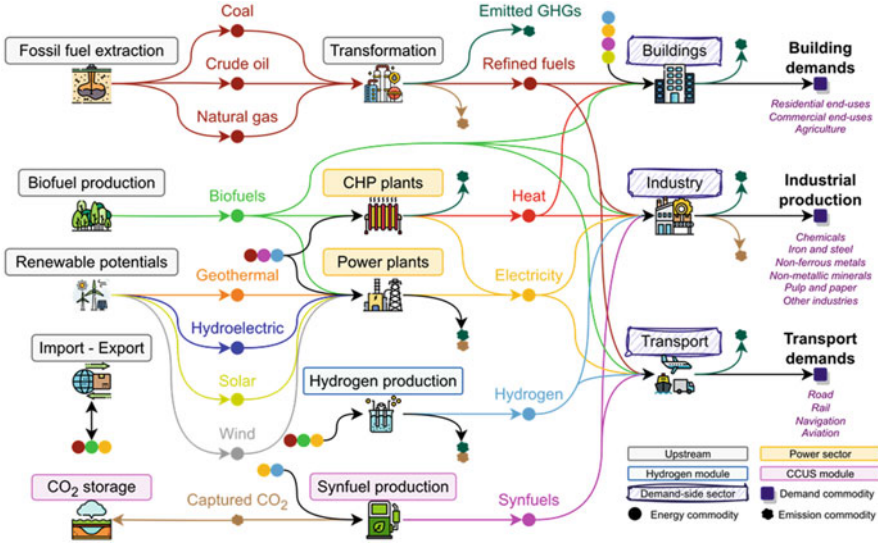 Coal
Emitted GHGs
Fossil fuel extraction
Transformation
Buildings
Building
demands
Crude oil
Refined fuels
Natural gas
Residential end-uses
Commercial end-uses
Agriculture
Biofuel production
CHP plants
Industry
Industrial
production
Biofuels
Heat
Chemicals
Iron and steel
Non-ferrous metals
Non-metallic minerals
Pulp and paper
Other industries
Renewable potentials
Power plants
Geothermal
Electricity
Hydroelectric
Import - Export
Transport
Transport
demands
Solar
Hydrogen production
Hydrogen
Road
Rail
Navigation
Aviation
Wind
CO2 storage
Synfuel production
Captured CO2
Synfuels
Upstream
Power sector
Hydrogen module
CCUS module
Demand-side sector
Demand commodity
Energy commodity
Emission commodity